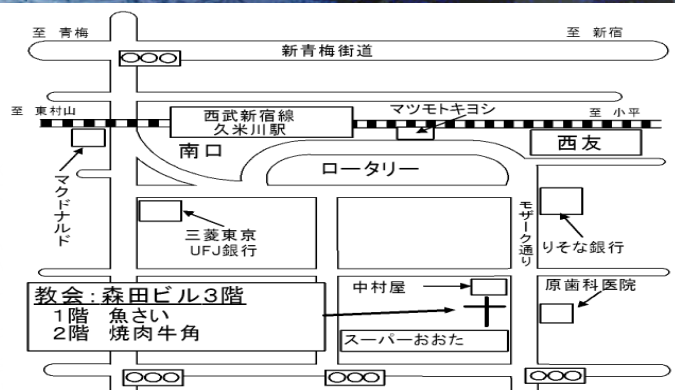 至 青梅
至 新宿
新青梅街道
至 東村山
西武新宿線
久米川駅
マツモトキヨシ
至 小平
南口
西友
ロータリー
マクドナルド
三菱東京
UFJ銀行
モザーク通り
りそな銀行
教会:森田ビル3階
1階 魚さい
2階 焼肉牛角
中村屋
原歯科医院
スーパーおおた